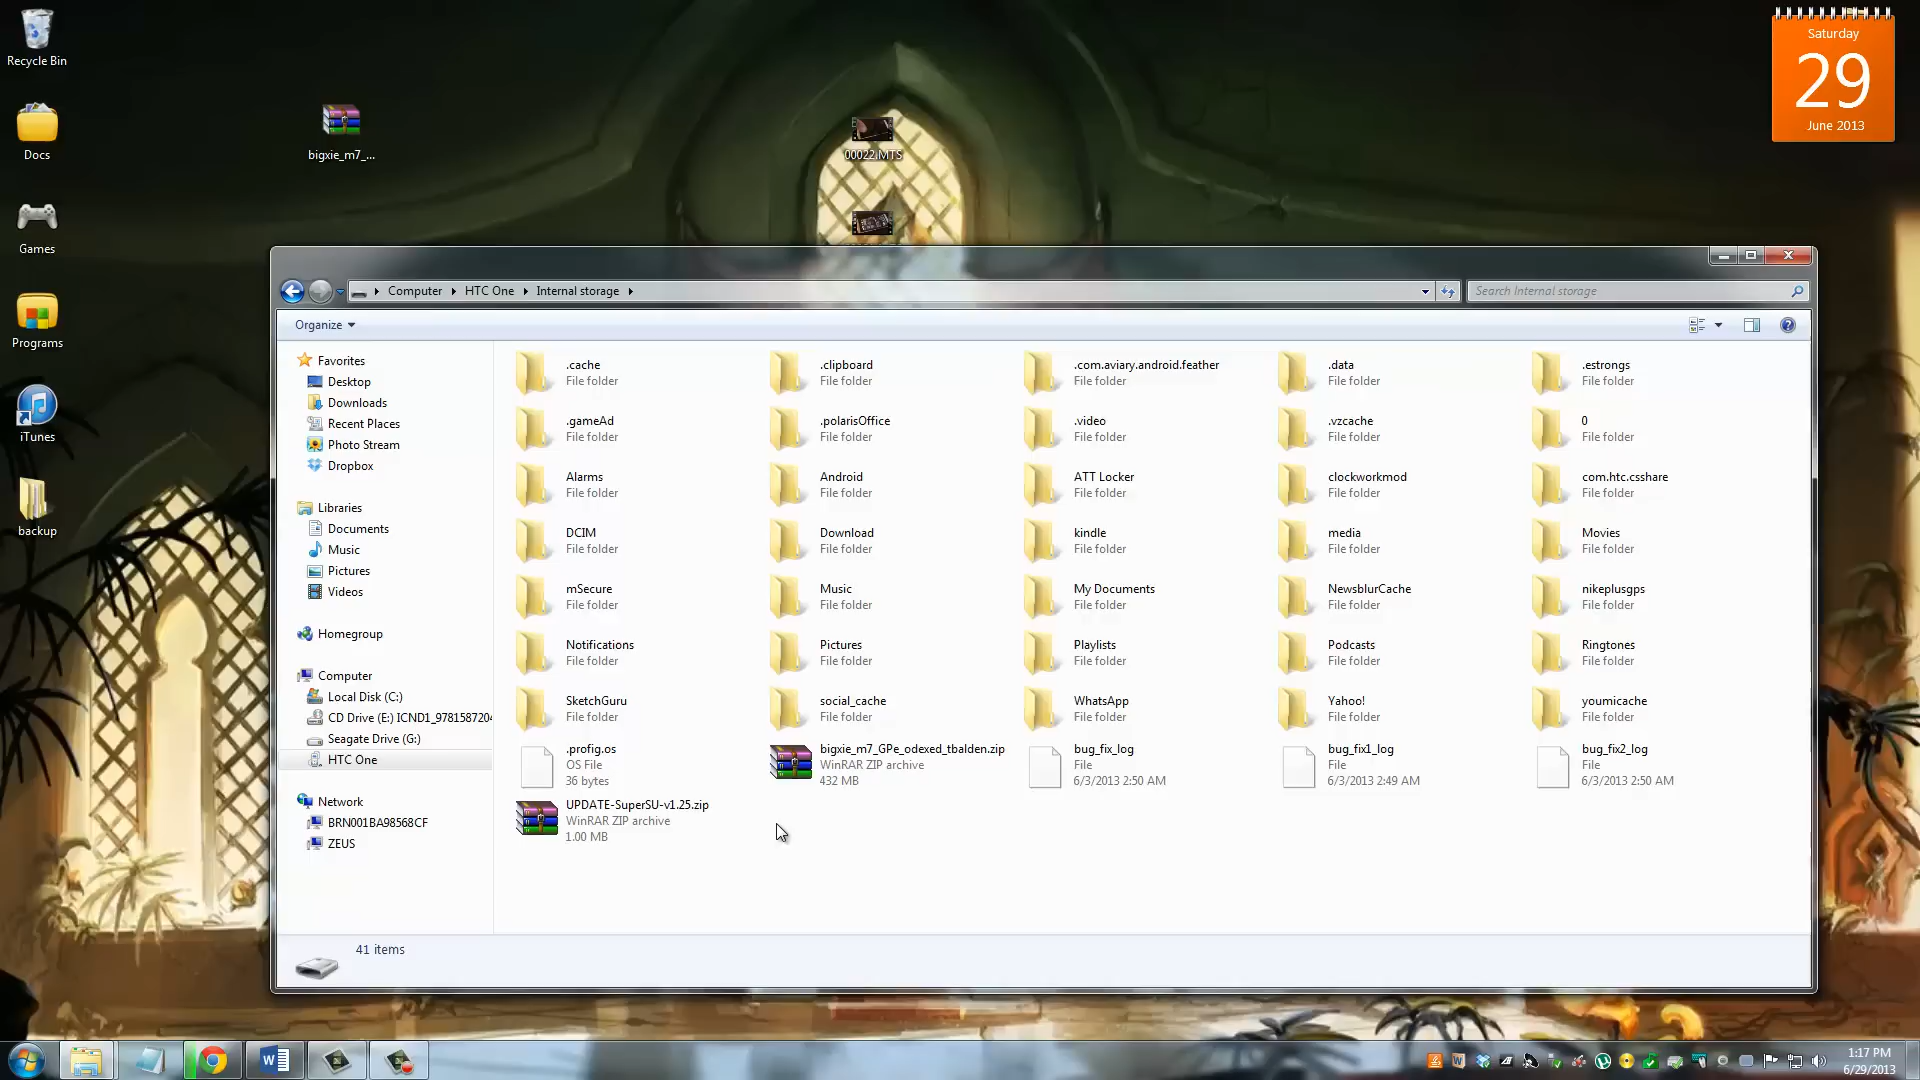 Recycle Bin
Docs
Games
Programs
iTunes
backup
bigxie_m7_...
00022.MTS
Saturday
29
June 2013
Computer
HTC One
Internal storage
Search Internal storage
Organize
Favorites
Desktop
Downloads
Recent Places
Photo Stream
Dropbox
Libraries
Documents
Music
Pictures
Videos
Homegroup
Computer
Local Disk (C:)
CD Drive (E:) ICND1_978158720
Seagate Drive (G:)
HTC One
Network
BRN001BA98568CF
ZEUS
.cache
File folder
.clipboard
File folder
.com.aviary.android.feather
File folder
.data
File folder
.estrongs
File folder
.gameAd
File folder
.polarisOffice
File folder
.video
File folder
.vzcache
File folder
0
File folder
Alarms
File folder
Android
File folder
ATT Locker
File folder
clockworkmod
File folder
com.htc.csshare
File folder
DCIM
File folder
Download
File folder
kindle
File folder
media
File folder
Movies
File folder
mSecure
File folder
Music
File folder
My Documents
File folder
NewsblurCache
File folder
nikeplusgps
File folder
Notifications
File folder
Pictures
File folder
Playlists
File folder
Podcasts
File folder
Ringtones
File folder
SketchGuru
File folder
social_cache
File folder
WhatsApp
File folder
Yahoo!
File folder
youmicache
File folder
.profig.os
OS File
36 bytes
bigxie_m7_GPe_odexed_tbalden.zip
WinRAR ZIP archive
432 MB
bug_fix_log
File
6/3/2013 2:50 AM
bug_fix1_log
File
6/3/2013 2:49 AM
bug_fix2_log
File
6/3/2013 2:50 AM
UPDATE-SuperSU-v1.25.zip
WinRAR ZIP archive
1.00 MB
41 items
1:17 PM
6/29/2013